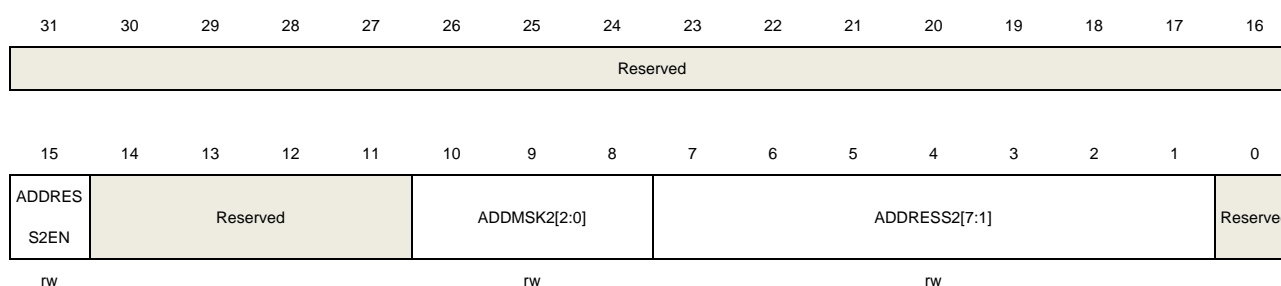 31 30 29 28 27 26 25 24 23 22 21 20 19 18 17 16
Reserved
15 14 13 12 11 10 9 8 7 6 5 4 3 2 1 0
ADDRES
S2EN
Reserved
ADDMSK2[2:0]
ADDRESS2[7:1]
Reserve
rw rw rw